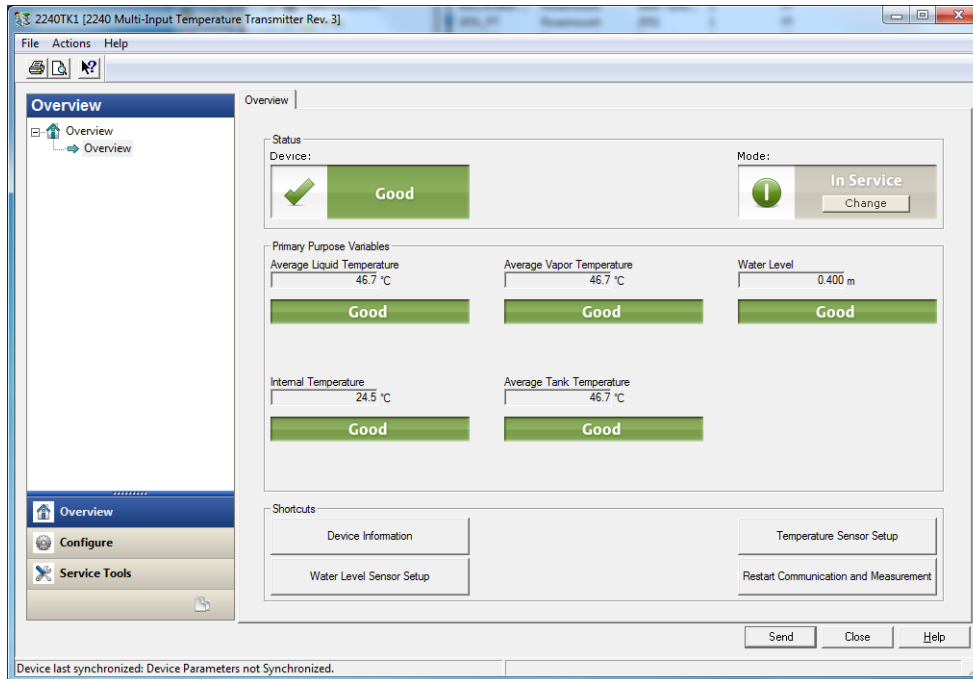 2240TK1 [2240 Multi-Input Temperature Transmitter Rev. 3]
File Actions Help
Overview
Overview
Overview
Overview
Status
Device:
Good
Mode:
In Service
Change
Primary Purpose Variables
Average Liquid Temperature
46.7 °C
Good
Average Vapor Temperature
46.7 °C
Good
Water Level
0.400 m
Good
Internal Temperature
24.5 °C
Good
Average Tank Temperature
46.7 °C
Good
Overview
Configure
Service Tools
Shortcuts
Device Information
Temperature Sensor Setup
Water Level Sensor Setup
Restart Communication and Measurement
Send Close Help
Device last synchronized: Device Parameters not Synchronized.